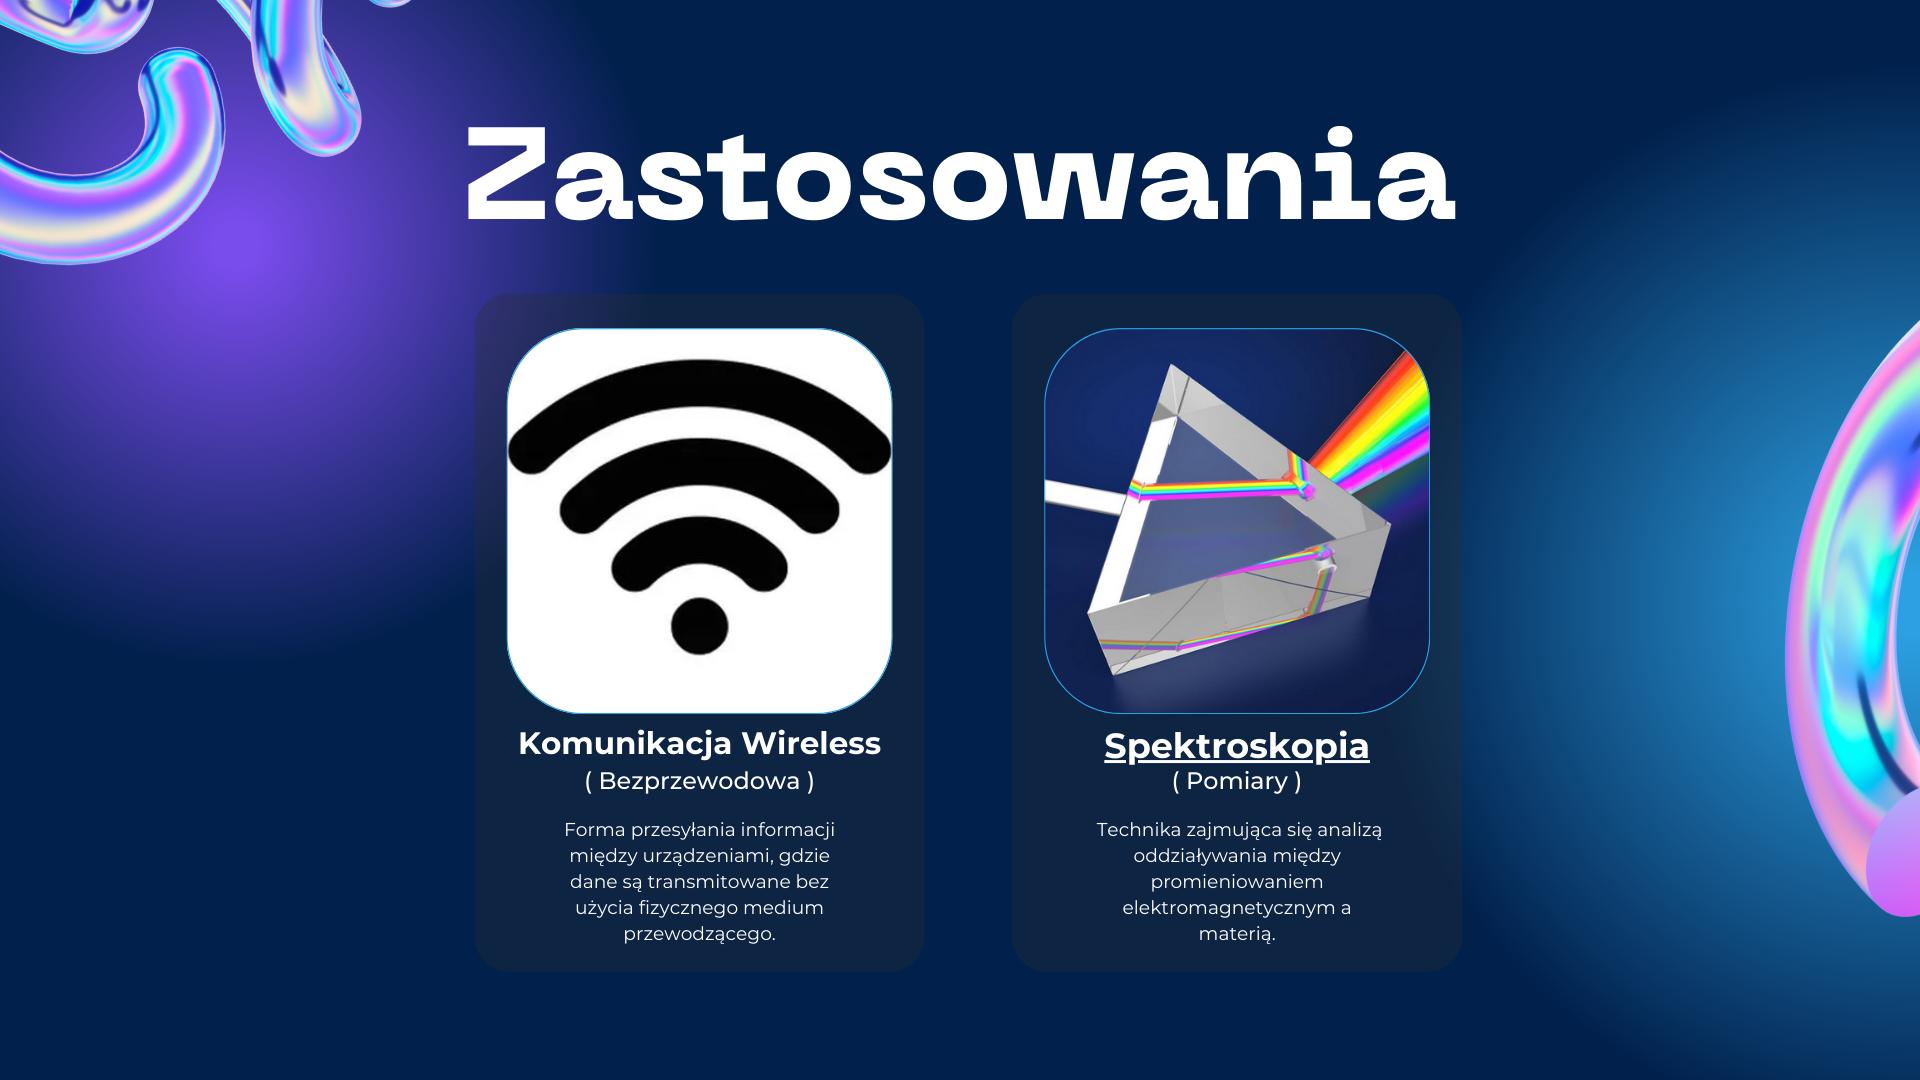 Zastosowania
Komunikacja Wireless
( Bezprzewodowa )
Forma przesyłania informacji
między urządzeniami, gdzie
dane są transmitowane bez
użycia fizycznego medium
przewodzącego.
Spektroskopia
( Pomiary )
Technika zajmująca się analizą
oddziaływania między
promieniowaniem
elektromagnetycznym a
materią.